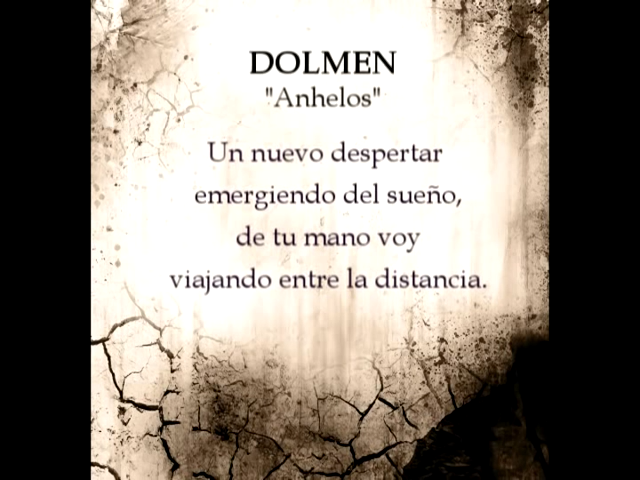 DOLMEN
"Anhelos"
Un nuevo despertar
emergiendo del sueño,
de tu mano voy
viajando entre la distancia.